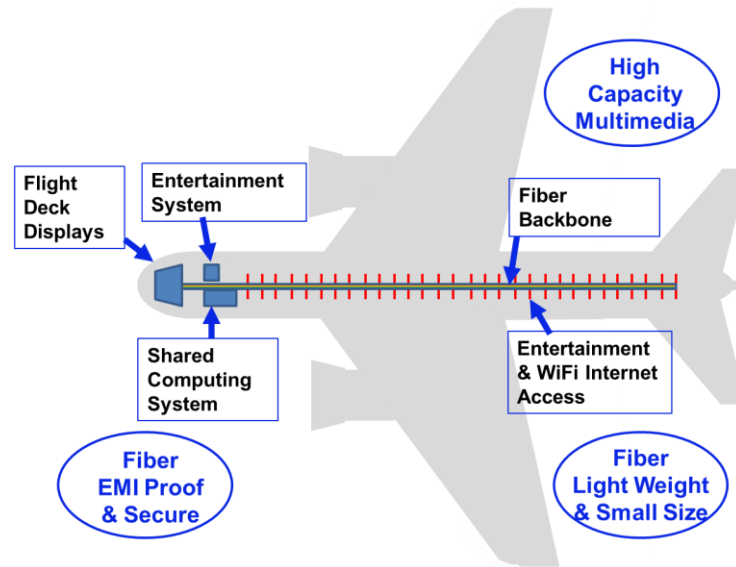 High
Capacity
Multimedia
Flight
Deck
Displays
Entertainment
System
Fiber
Backbone
Shared
Computing
System
Entertainment
& WiFi Internet
Access
Fiber
EMI Proof
& Secure
Fiber
Light Weight
& Small Size